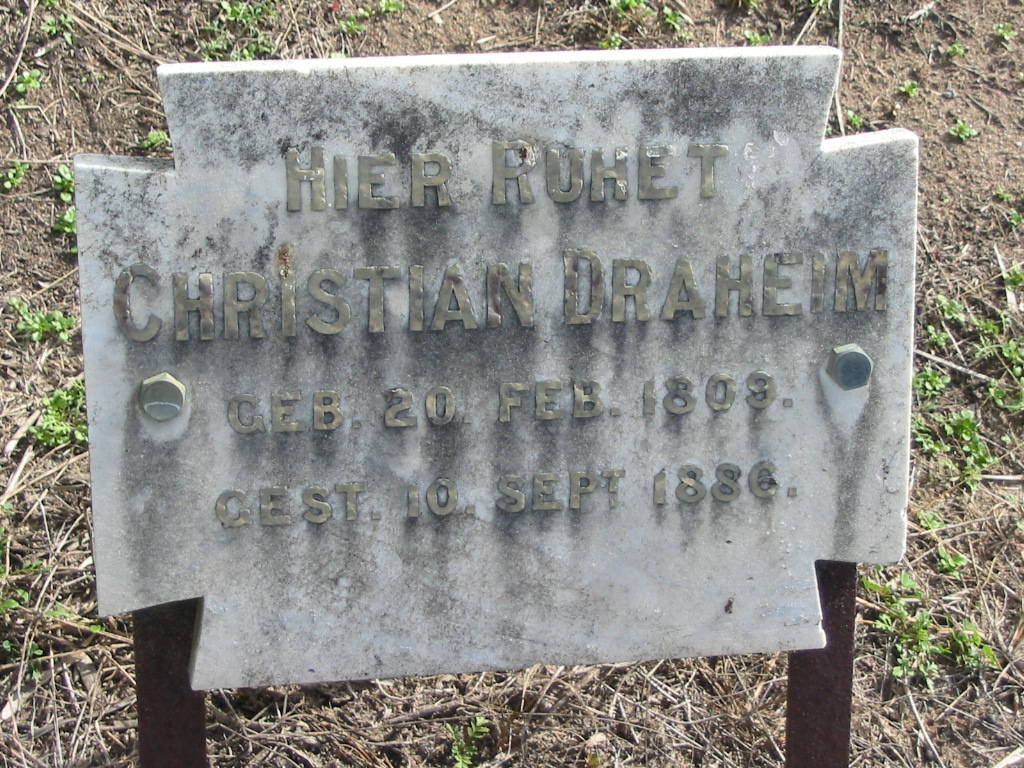 HIER RUHET
CHRISTIAN DRAHEIM
GEB. 20. FEB. 1809.
GEST. 10. SEPT 1886.